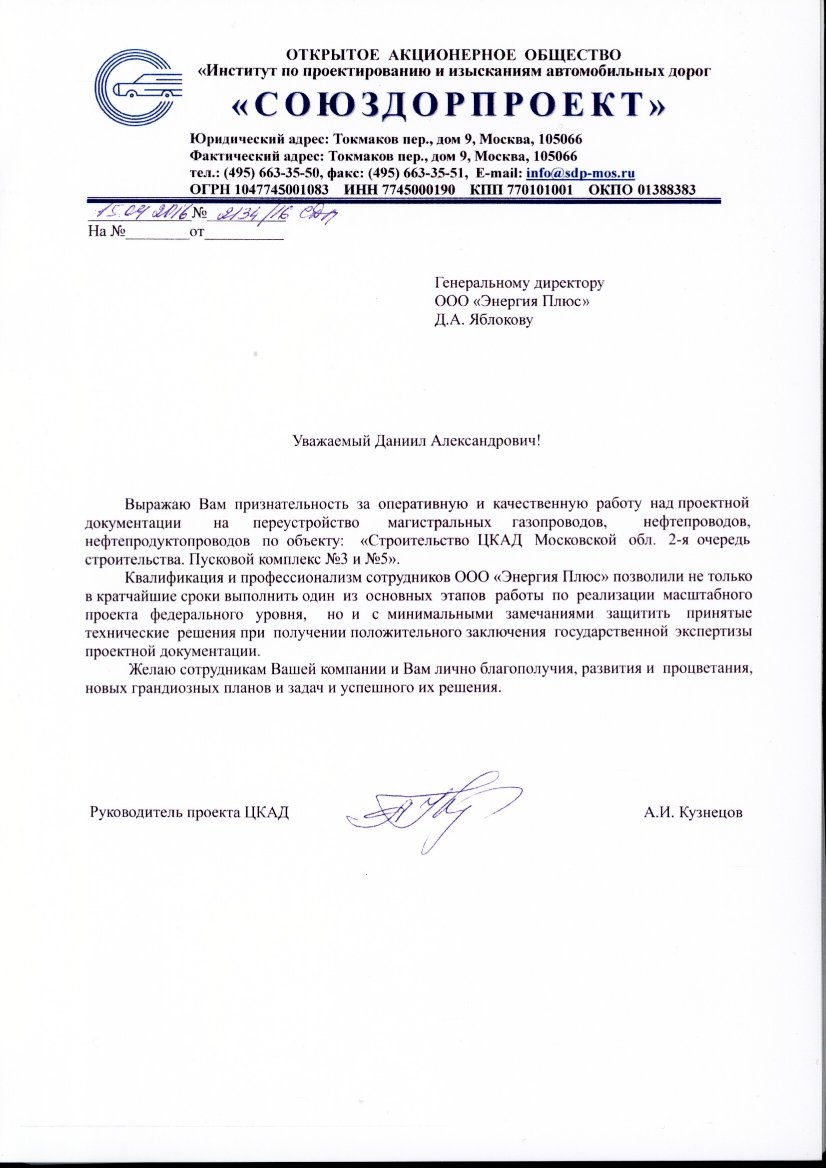 ОТКРЫТОЕ АКЦИОНЕРНОЕ ОБЩЕСТВО
«Институт по проектированию и изысканиям автомобильных дорог
«СОЮЗДОРПРОЕКТ»
Юридический адрес: Токмаков пер., дом 9, Москва, 105066
Фактический адрес: Токмаков пер., дом 9, Москва, 105066
тел.: (495) 663-35-50, факс: (495) 663-35-51, E-mail: info@sdp-mos.ru
ОГРН 1047745001083 ИНН 7745000190 КПП 770101001 ОКПО 01388383
15.04 2016 № 2134/16 СДП
На №________от__________
Генеральному директору
ООО «Энергия Плюс»
Д.А. Яблокову
Уважаемый Даниил Александрович!
Выражаю Вам признательность за оперативную и качественную работу над проектной
документации на переустройство магистральных газопроводов, нефтепроводов,
нефтепродуктопроводов по объекту: «Строительство ЦКАД Московской обл. 2-я очередь
строительства. Пусковой комплекс №3 и №5».
Квалификация и профессионализм сотрудников ООО «Энергия Плюс» позволили не только
в кратчайшие сроки выполнить один из основных этапов работы по реализации масштабного
проекта федерального уровня, но и с минимальными замечаниями защитить принятые
технические решения при получении положительного заключения государственной экспертизы
проектной документации.
Желаю сотрудникам Вашей компании и Вам лично благополучия, развития и процветания,
новых грандиозных планов и задач и успешного их решения.
Руководитель проекта ЦКАД А.И. Кузнецов